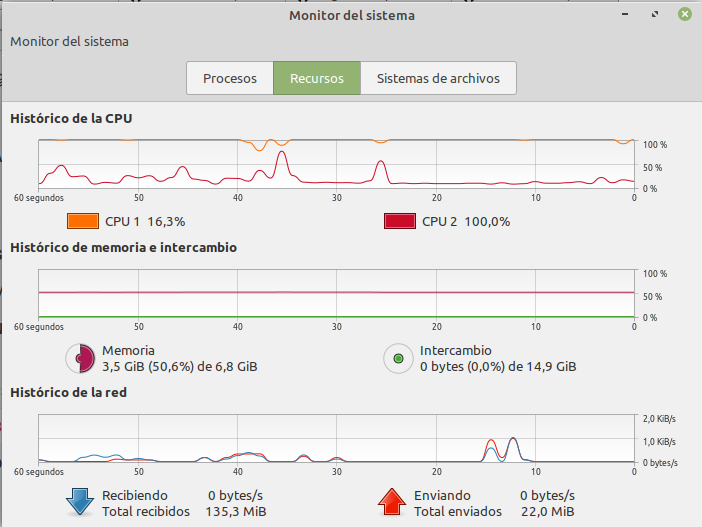 Monitor del sistema
Monitor del sistema
Procesos Recursos Sistemas de archivos
Histórico de la CPU
100 %
50 %
0 %
60 segundos 50 40 30 20 10 0
CPU 1 16,3% CPU 2 100,0%
Histórico de memoria e intercambio
100 %
50 %
0 %
60 segundos 50 40 30 20 10 0
Memoria Intercambio
3,5 GiB (50,6%) de 6,8 GiB 0 bytes (0,0%) de 14,9 GiB
Histórico de la red
2,0 KiB/s
1,0 KiB/s
0 bytes/s
60 segundos 50 40 30 20 10 0
Recibiendo 0 bytes/s Enviando 0 bytes/s
Total recibidos 135,3 MiB Total enviados 22,0 MiB